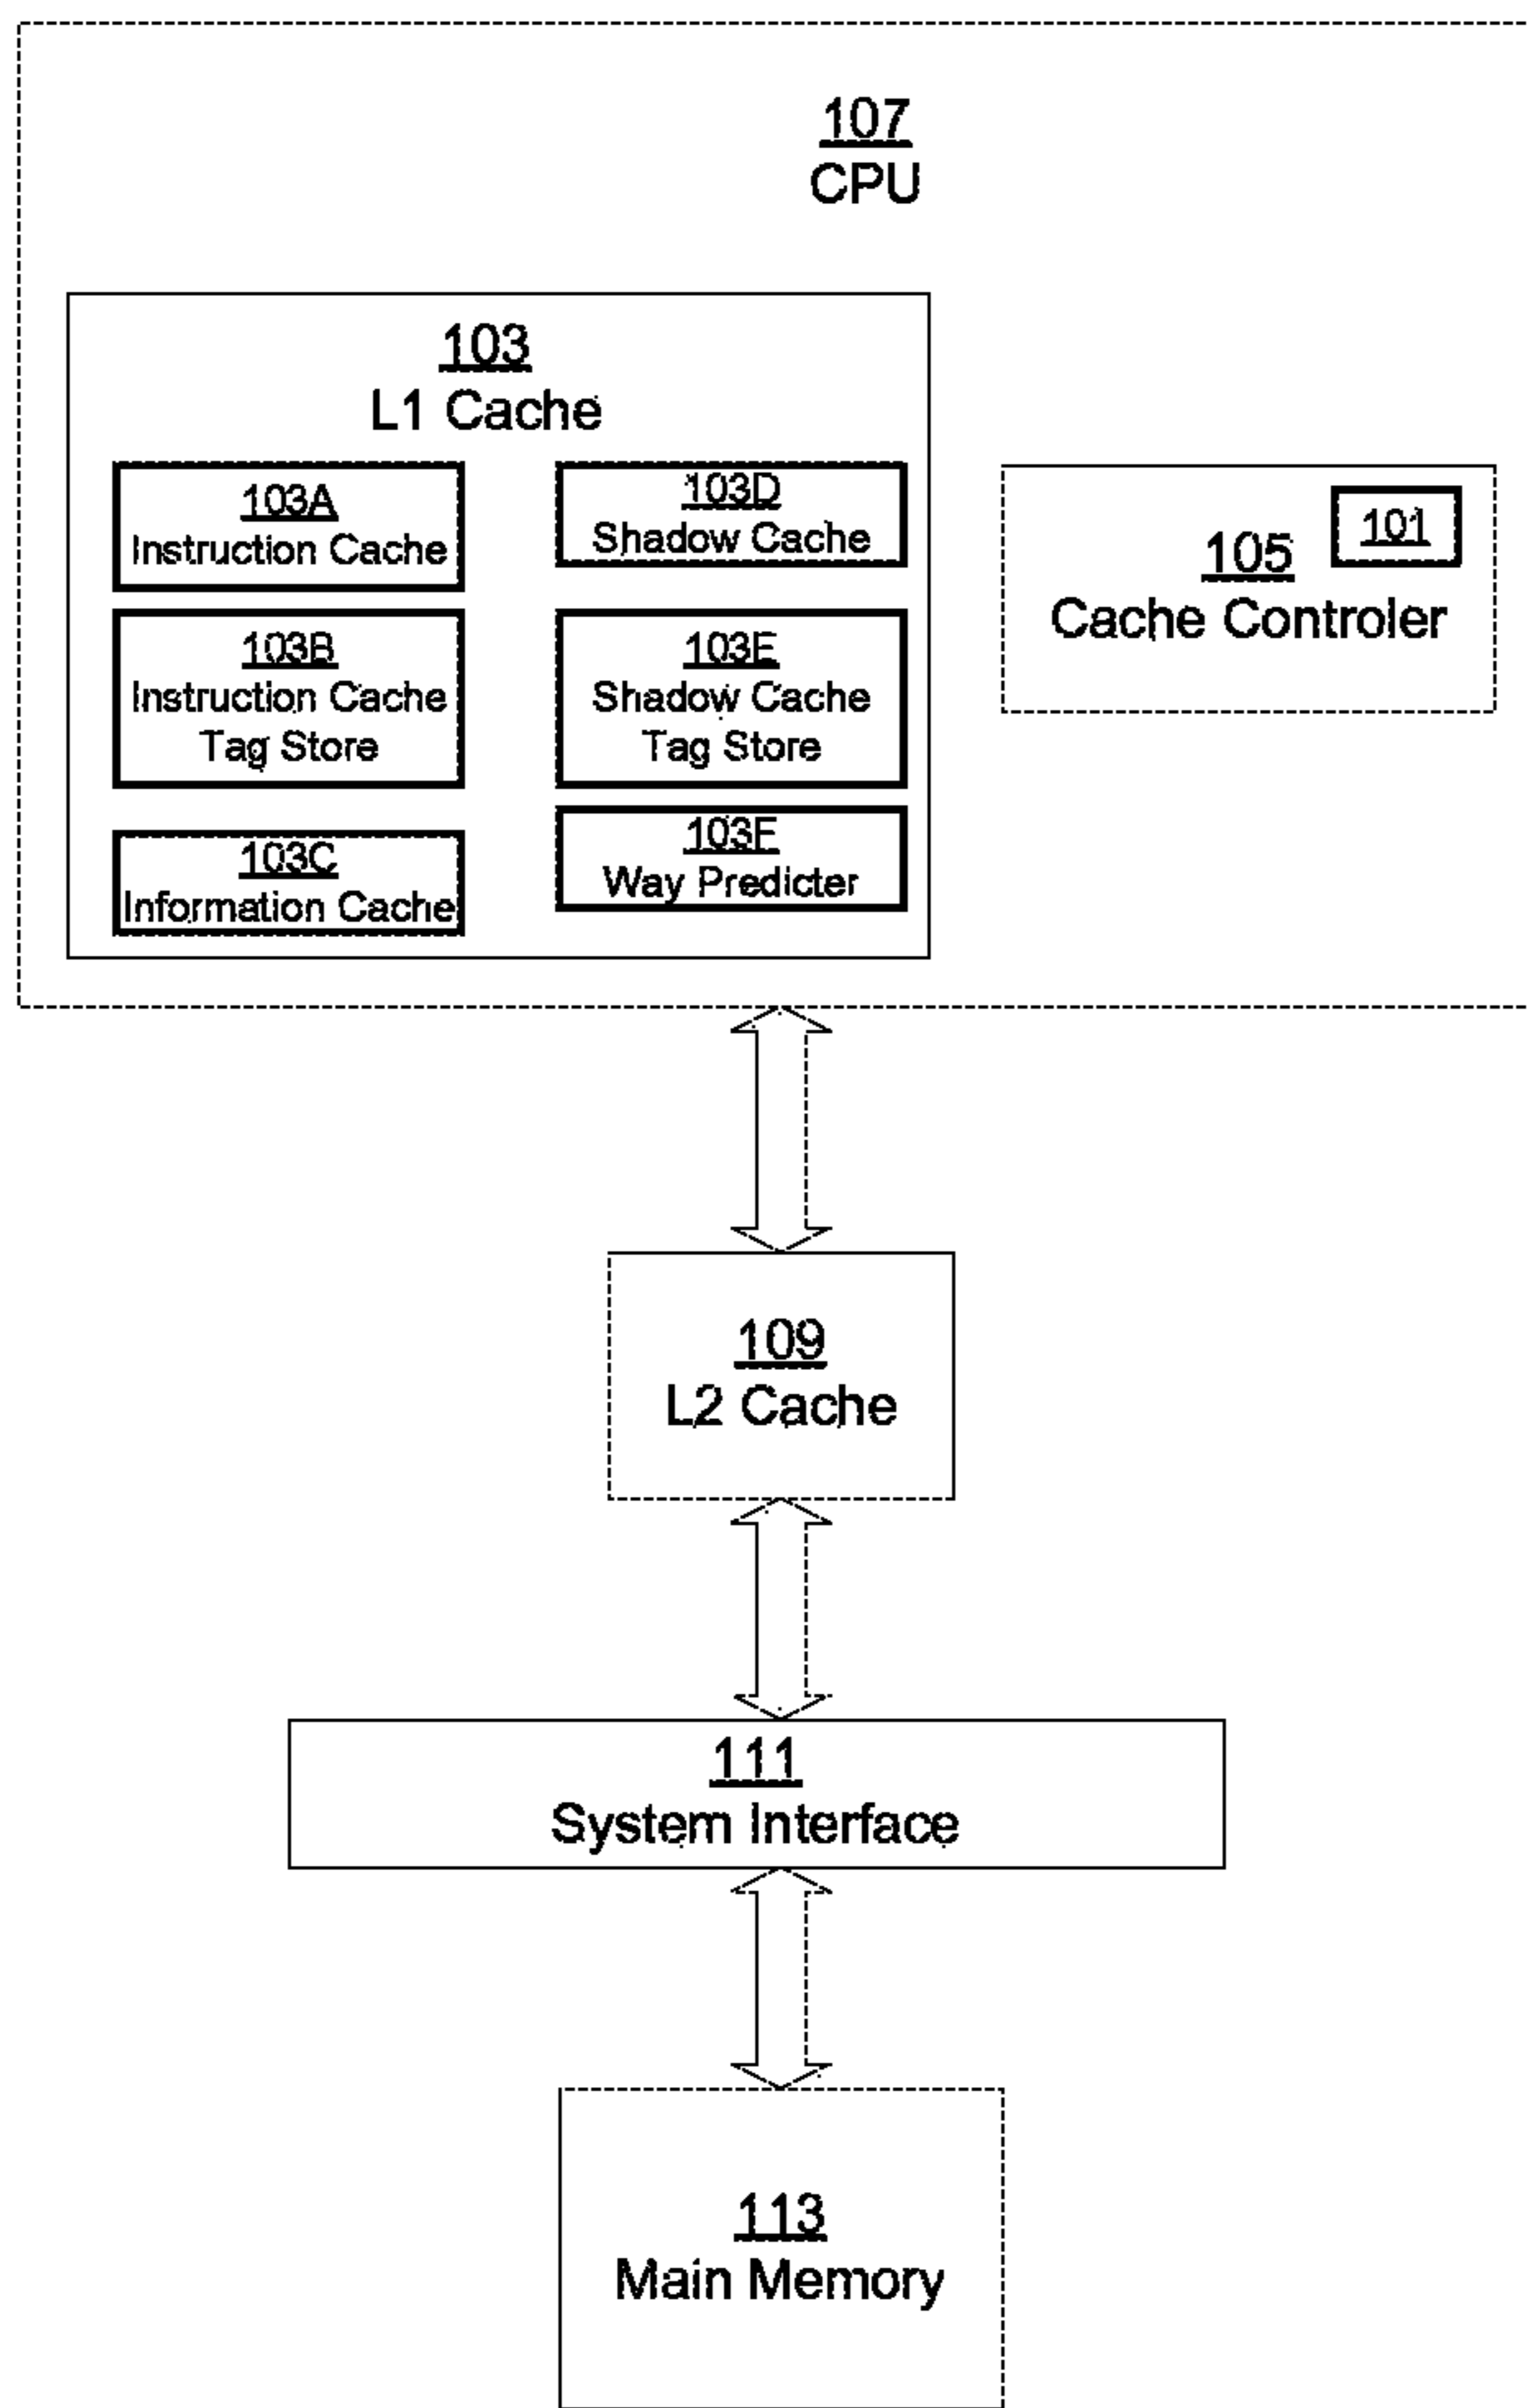 107
CPU
103
L1 Cache
103A
Instruction Cache
103B
Instruction Cache
Tag Store
103C
Information Cache
103D
Shadow Cache
103E
Shadow Cache
Tag Store
103F
Way Predicter
101
105
Cache Controler
109
L2 Cache
111
System Interface
113
Main Memory